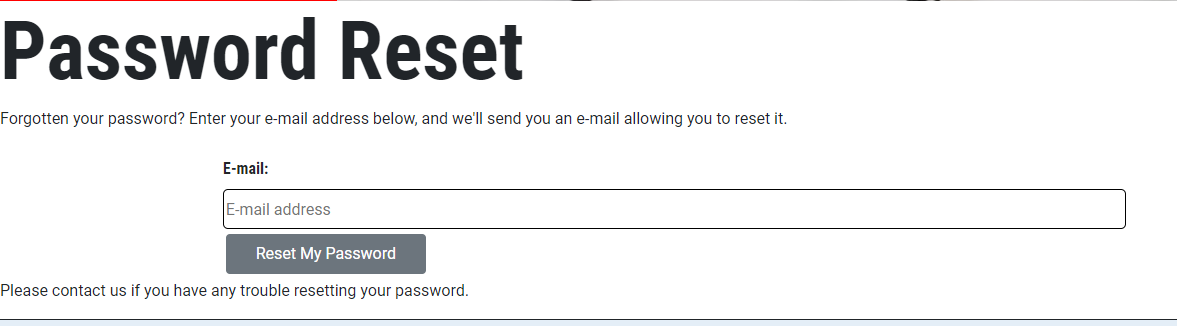 Password Reset
Forgotten your password? Enter your e-mail address below, and we'll send you an e-mail allowing you to reset it.
E-mail:
E-mail address
Reset My Password
Please contact us if you have any trouble resetting your password.